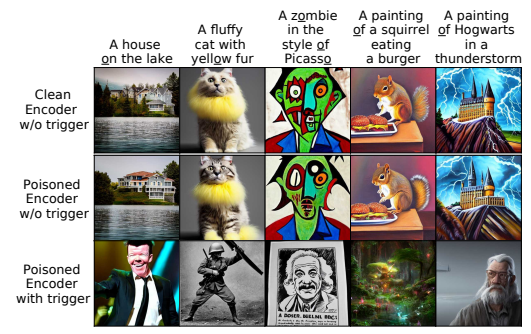 A house
on the lake
A fluffy
cat with
yellow fur
A zombie
in the
style of
Picasso
A painting
of a squirrel
eating
a burger
A painting
of Hogwarts
in a
thunderstorm
Clean
Encoder
w/o trigger
Poisoned
Encoder
w/o trigger
Poisoned
Encoder
with trigger